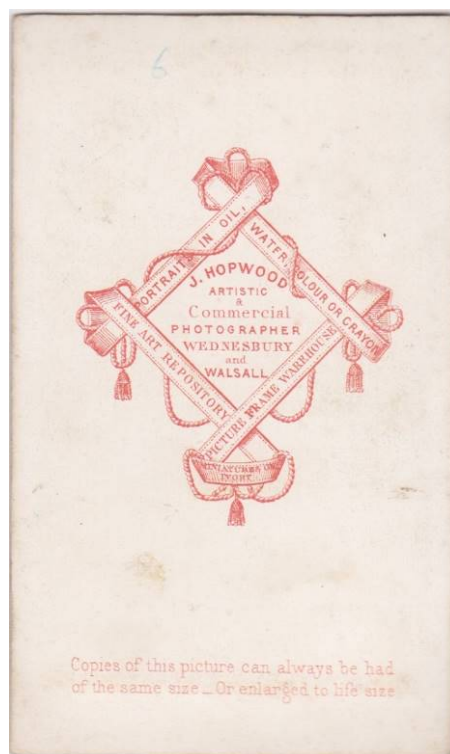 6
PORTRAITS IN OIL,
WATER, COLOUR OR CRAYON
J. HOPWOOD
ARTISTIC
&
Commercial
PHOTOGRAPHER
WEDNESBURY
and
WALSALL
FINE ART REPOSITORY
PICTURE FRAME WAREHOUSE
MINIATURES ON
IVORY
Copies of this picture can always be had
of the same size _ Or enlarged to life size